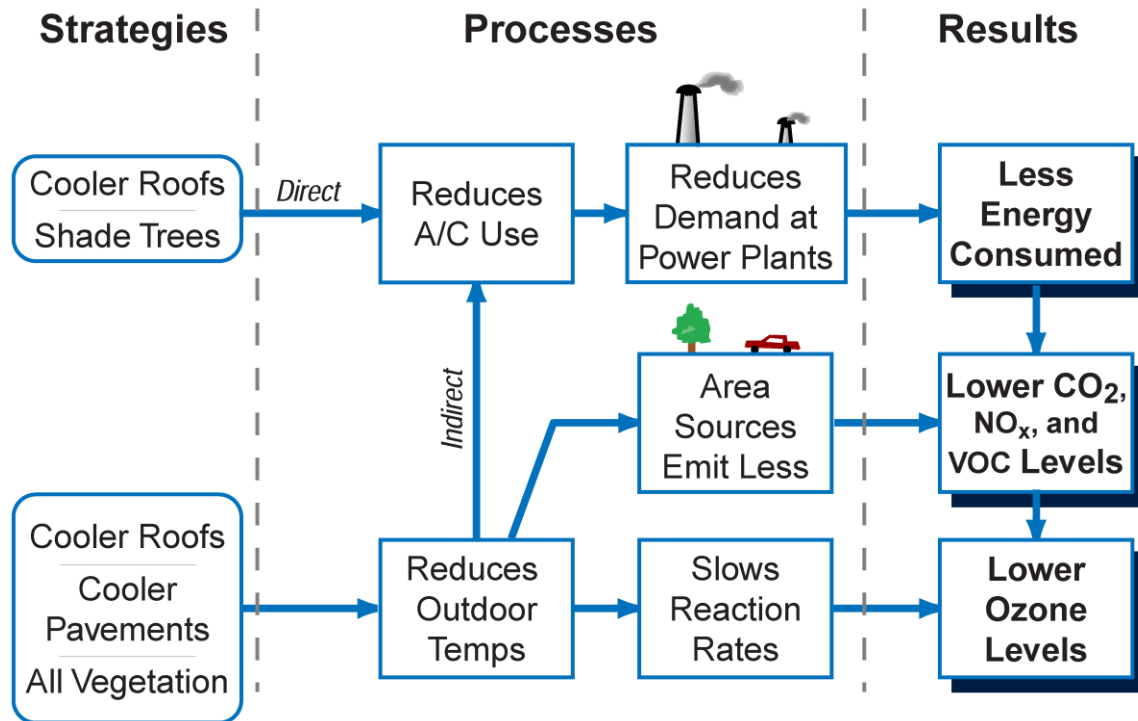 Strategies
Processes
Results
Cooler Roofs
Shade Trees
Direct
Reduces
A/C Use
Reduces
Demand at
Power Plants
Less
Energy
Consumed
Indirect
Area
Sources
Emit Less
Lower CO₂,
NOₓ, and
VOC Levels
Cooler Roofs
Cooler
Pavements
All Vegetation
Reduces
Outdoor
Temps
Slows
Reaction
Rates
Lower
Ozone
Levels